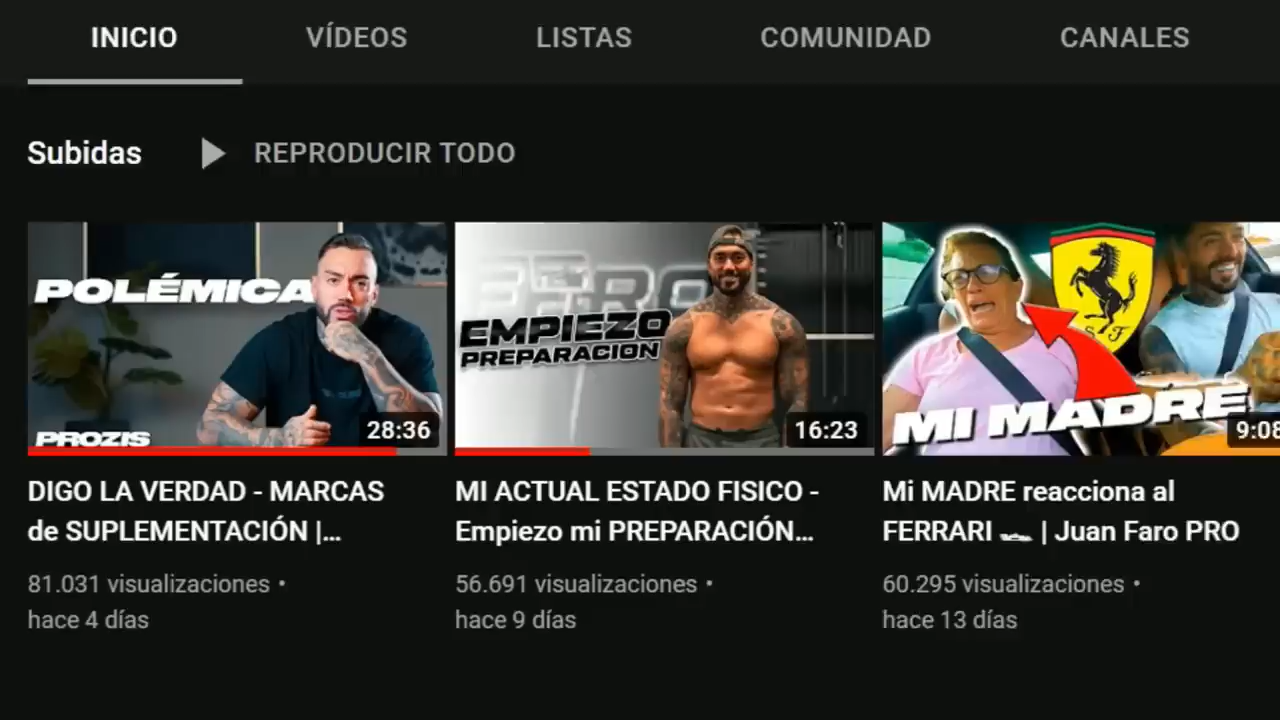 INICIO
VÍDEOS
LISTAS
COMUNIDAD
CANALES
Subidas
REPRODUCIR TODO
POLÉMICA
PROZIS
28:36
EMPIEZO
PREPARACION
16:23
S F
MI MADRE
9:08
DIGO LA VERDAD - MARCAS
de SUPLEMENTACIÓN |...
MI ACTUAL ESTADO FISICO -
Empiezo mi PREPARACIÓN...
Mi MADRE reacciona al
FERRARI 🏎 | Juan Faro PRO
81.031 visualizaciones •
hace 4 días
56.691 visualizaciones •
hace 9 días
60.295 visualizaciones •
hace 13 días